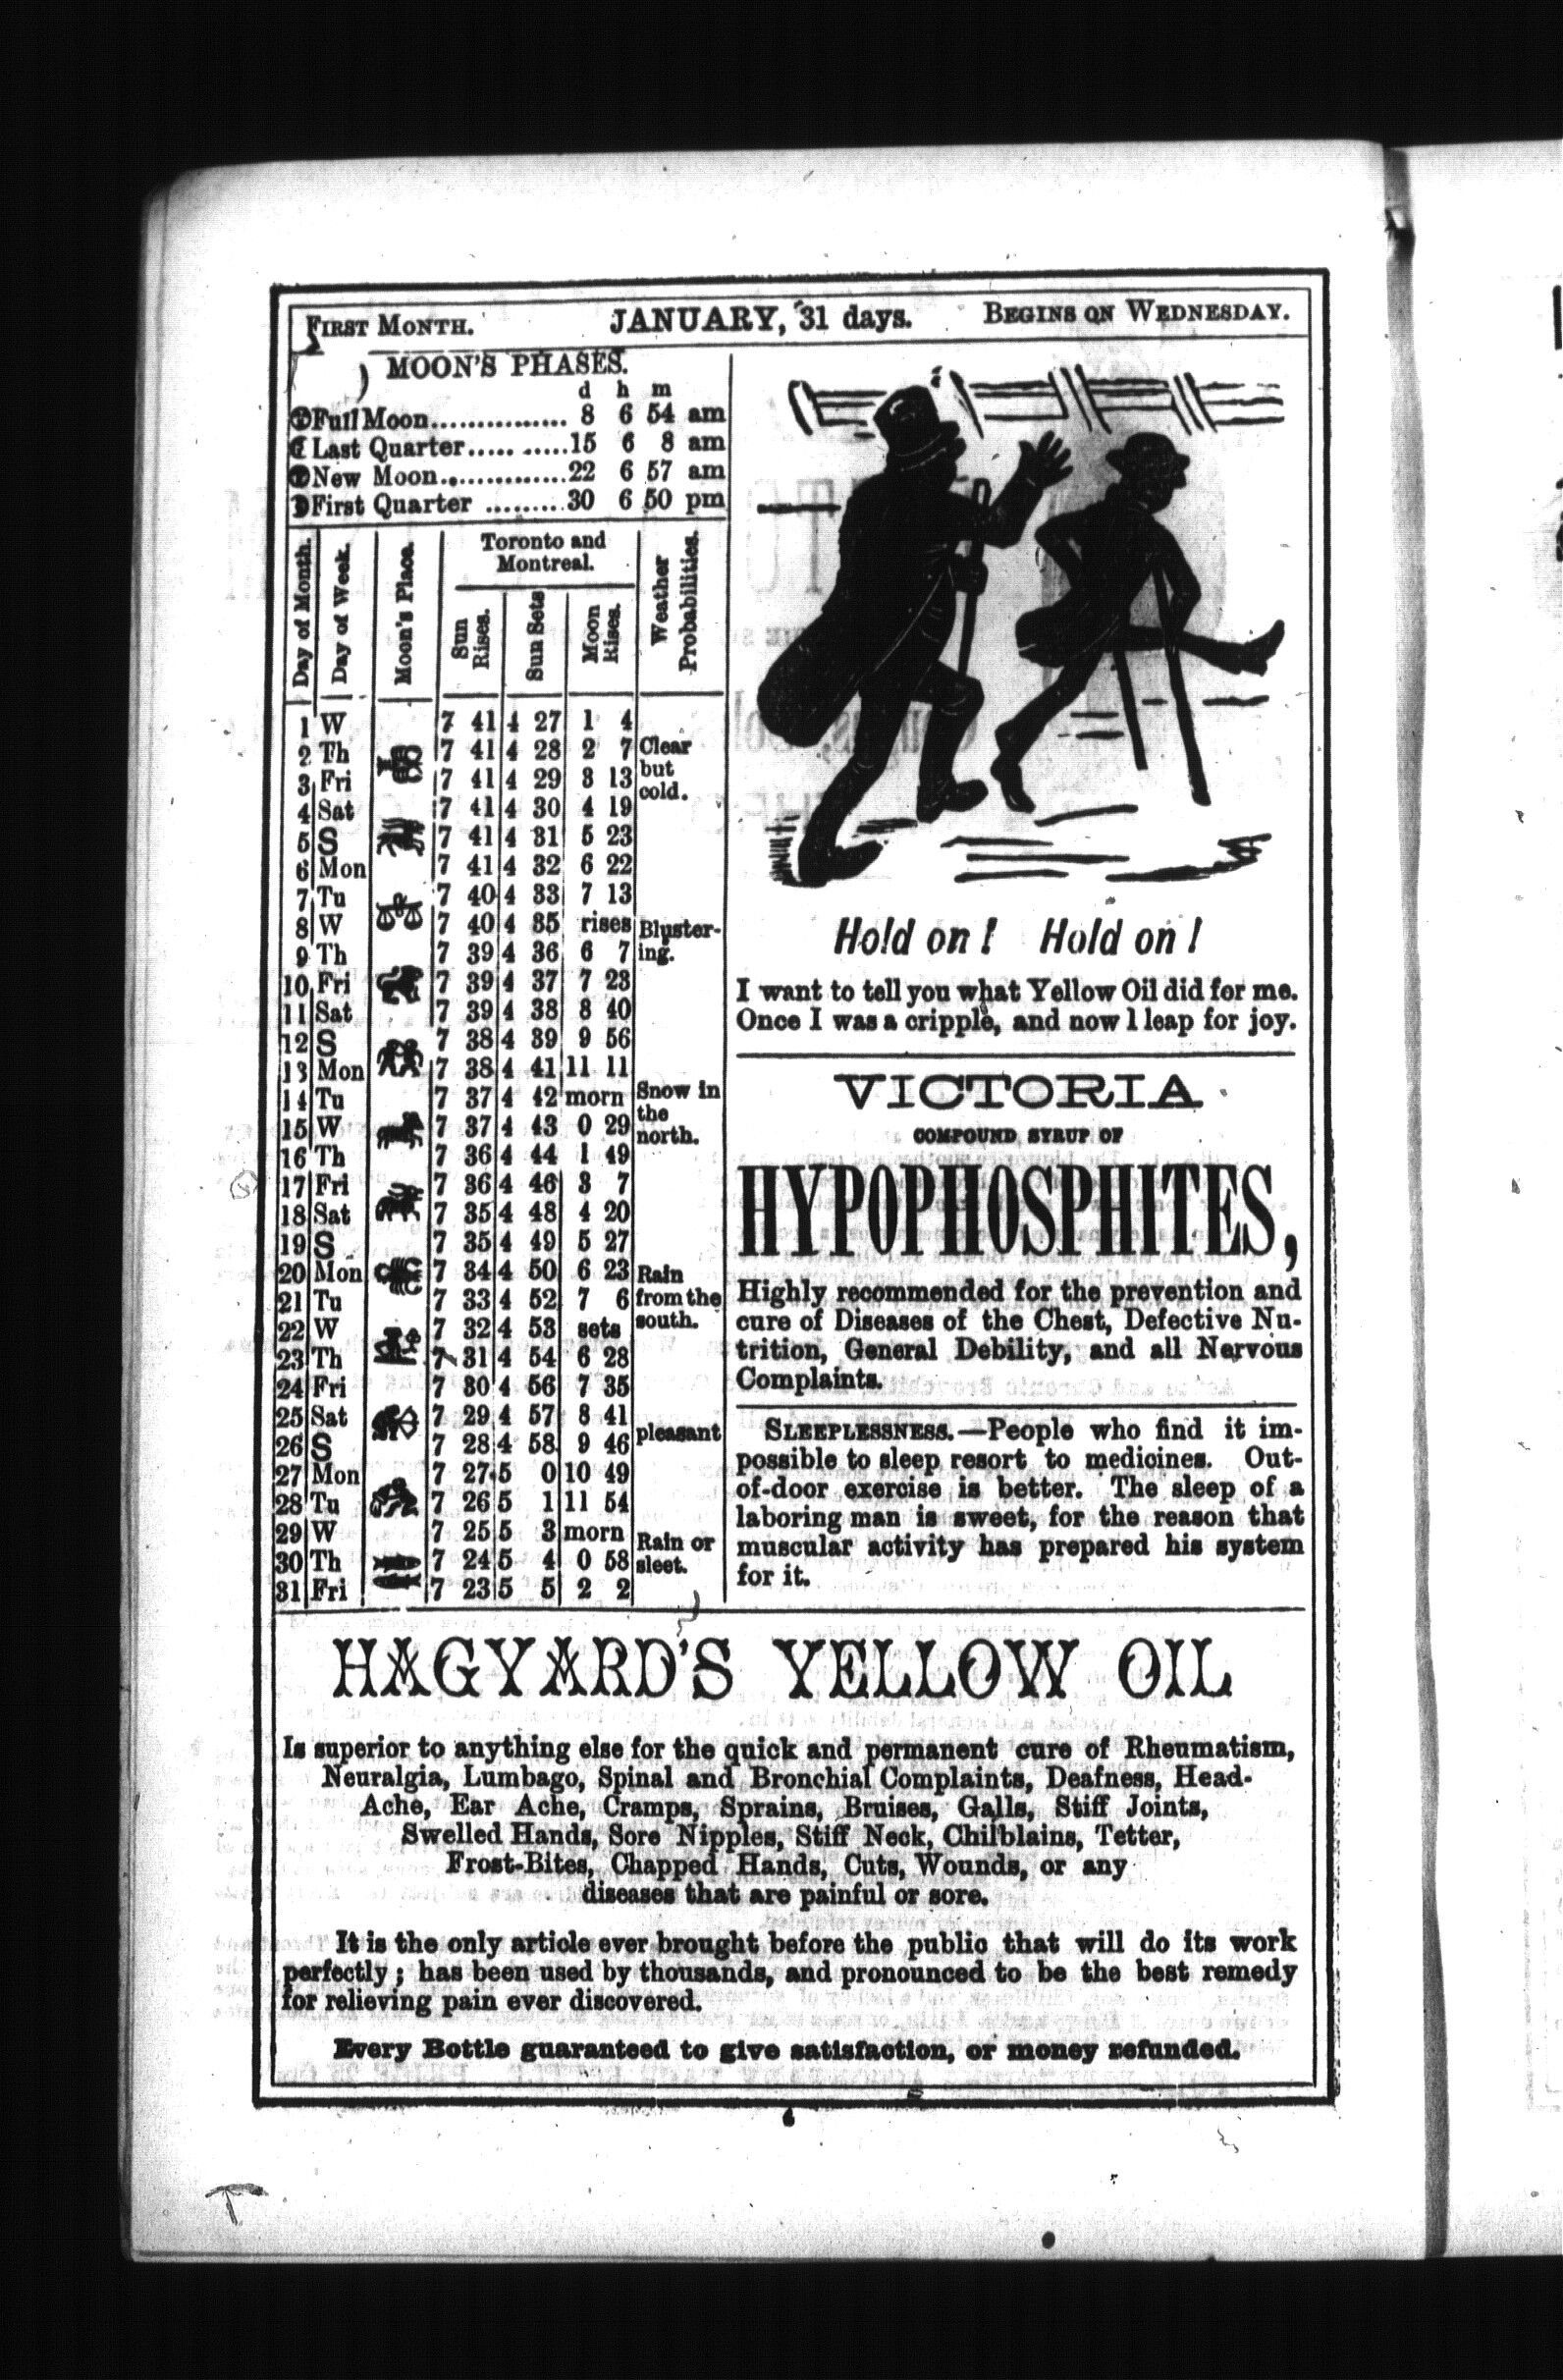 FIRST MONTH. JANUARY, 31 days. BEGINS ON WEDNESDAY.
MOON'S PHASES.
d h m
Full Moon............... 8 6 54 am
Last Quarter..... .....15 6 8 am
New Moon..............22 6 57 am
First Quarter .........30 6 50 pm
Day of Month. Day of Week. Moon's Place. Toronto and Montreal. Weather Probabilities.
Sun Rises. Sun Sets Moon Rises.
1 W 7 41 4 27 1 4
2 Th 7 41 4 28 2 7 Clear
3 Fri 7 41 4 29 3 13 but
4 Sat 7 41 4 30 4 19 cold.
5 S 7 41 4 31 5 23
6 Mon 7 41 4 32 6 22
7 Tu 7 40 4 33 7 13
8 W 7 40 4 35 rises Bluster-
9 Th 7 39 4 36 6 7 ing.
10 Fri 7 39 4 37 7 23
11 Sat 7 39 4 38 8 40
12 S 7 38 4 39 9 56
13 Mon 7 38 4 41 11 11
14 Tu 7 37 4 42 morn Snow in
15 W 7 37 4 43 0 29 the
16 Th 7 36 4 44 1 49 north.
17 Fri 7 36 4 46 3 7
18 Sat 7 35 4 48 4 20
19 S 7 35 4 49 5 27
20 Mon 7 34 4 50 6 23 Rain
21 Tu 7 33 4 52 7 6 from the
22 W 7 32 4 53 sets south.
23 Th 7 31 4 54 6 28
24 Fri 7 30 4 56 7 35
25 Sat 7 29 4 57 8 41
26 S 7 28 4 58 9 46 pleasant
27 Mon 7 27 5 0 10 49
28 Tu 7 26 5 1 11 54
29 W 7 25 5 3 morn Rain or
30 Th 7 24 5 4 0 58 sleet.
31 Fri 7 23 5 5 2 2
Hold on! Hold on!
I want to tell you what Yellow Oil did for me.
Once I was a cripple, and now I leap for joy.
VICTORIA
COMPOUND SYRUP OF
HYPOPHOSPHITES,
Highly recommended for the prevention and
cure of Diseases of the Chest, Defective Nu-
trition, General Debility, and all Nervous
Complaints.
SLEEPLESSNESS.—People who find it im-
possible to sleep resort to medicines. Out-
of-door exercise is better. The sleep of a
laboring man is sweet, for the reason that
muscular activity has prepared his system
for it.
HAGYARD'S YELLOW OIL
Is superior to anything else for the quick and permanent cure of Rheumatism,
Neuralgia, Lumbago, Spinal and Bronchial Complaints, Deafness, Head-
Ache, Ear Ache, Cramps, Sprains, Bruises, Galls, Stiff Joints,
Swelled Hands, Sore Nipples, Stiff Neck, Chilblains, Tetter,
Frost-Bites, Chapped Hands, Cuts, Wounds, or any
diseases that are painful or sore.
It is the only article ever brought before the public that will do its work
perfectly; has been used by thousands, and pronounced to be the best remedy
for relieving pain ever discovered.
Every Bottle guaranteed to give satisfaction, or money refunded.